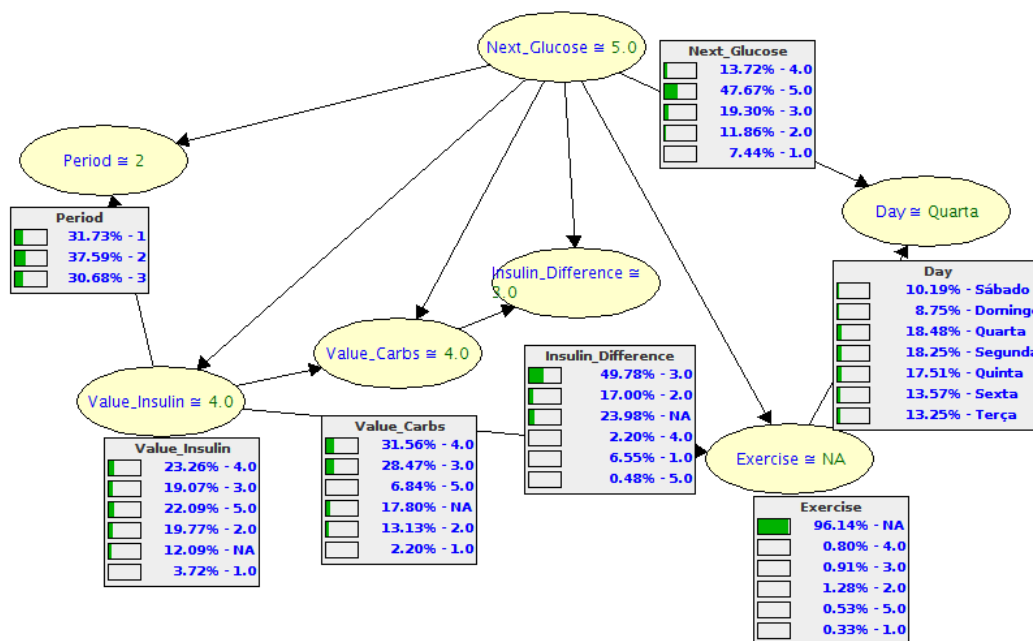 Next_Glucose ≅ 5.0
Next_Glucose
13.72% - 4.0
47.67% - 5.0
19.30% - 3.0
11.86% - 2.0
7.44% - 1.0
Period ≅ 2
Period
31.73% - 1
37.59% - 2
30.68% - 3
Day ≅ Quarta
Day
10.19% - Sábado
8.75% - Domingo
18.48% - Quarta
18.25% - Segunda
17.51% - Quinta
13.57% - Sexta
13.25% - Terça
Insulin_Difference ≅
3.0
Insulin_Difference
49.78% - 3.0
17.00% - 2.0
23.98% - NA
2.20% - 4.0
6.55% - 1.0
0.48% - 5.0
Value_Carbs ≅ 4.0
Value_Carbs
31.56% - 4.0
28.47% - 3.0
6.84% - 5.0
17.80% - NA
13.13% - 2.0
2.20% - 1.0
Value_Insulin ≅ 4.0
Value_Insulin
23.26% - 4.0
19.07% - 3.0
22.09% - 5.0
19.77% - 2.0
12.09% - NA
3.72% - 1.0
Exercise ≅ NA
Exercise
96.14% - NA
0.80% - 4.0
0.91% - 3.0
1.28% - 2.0
0.53% - 5.0
0.33% - 1.0